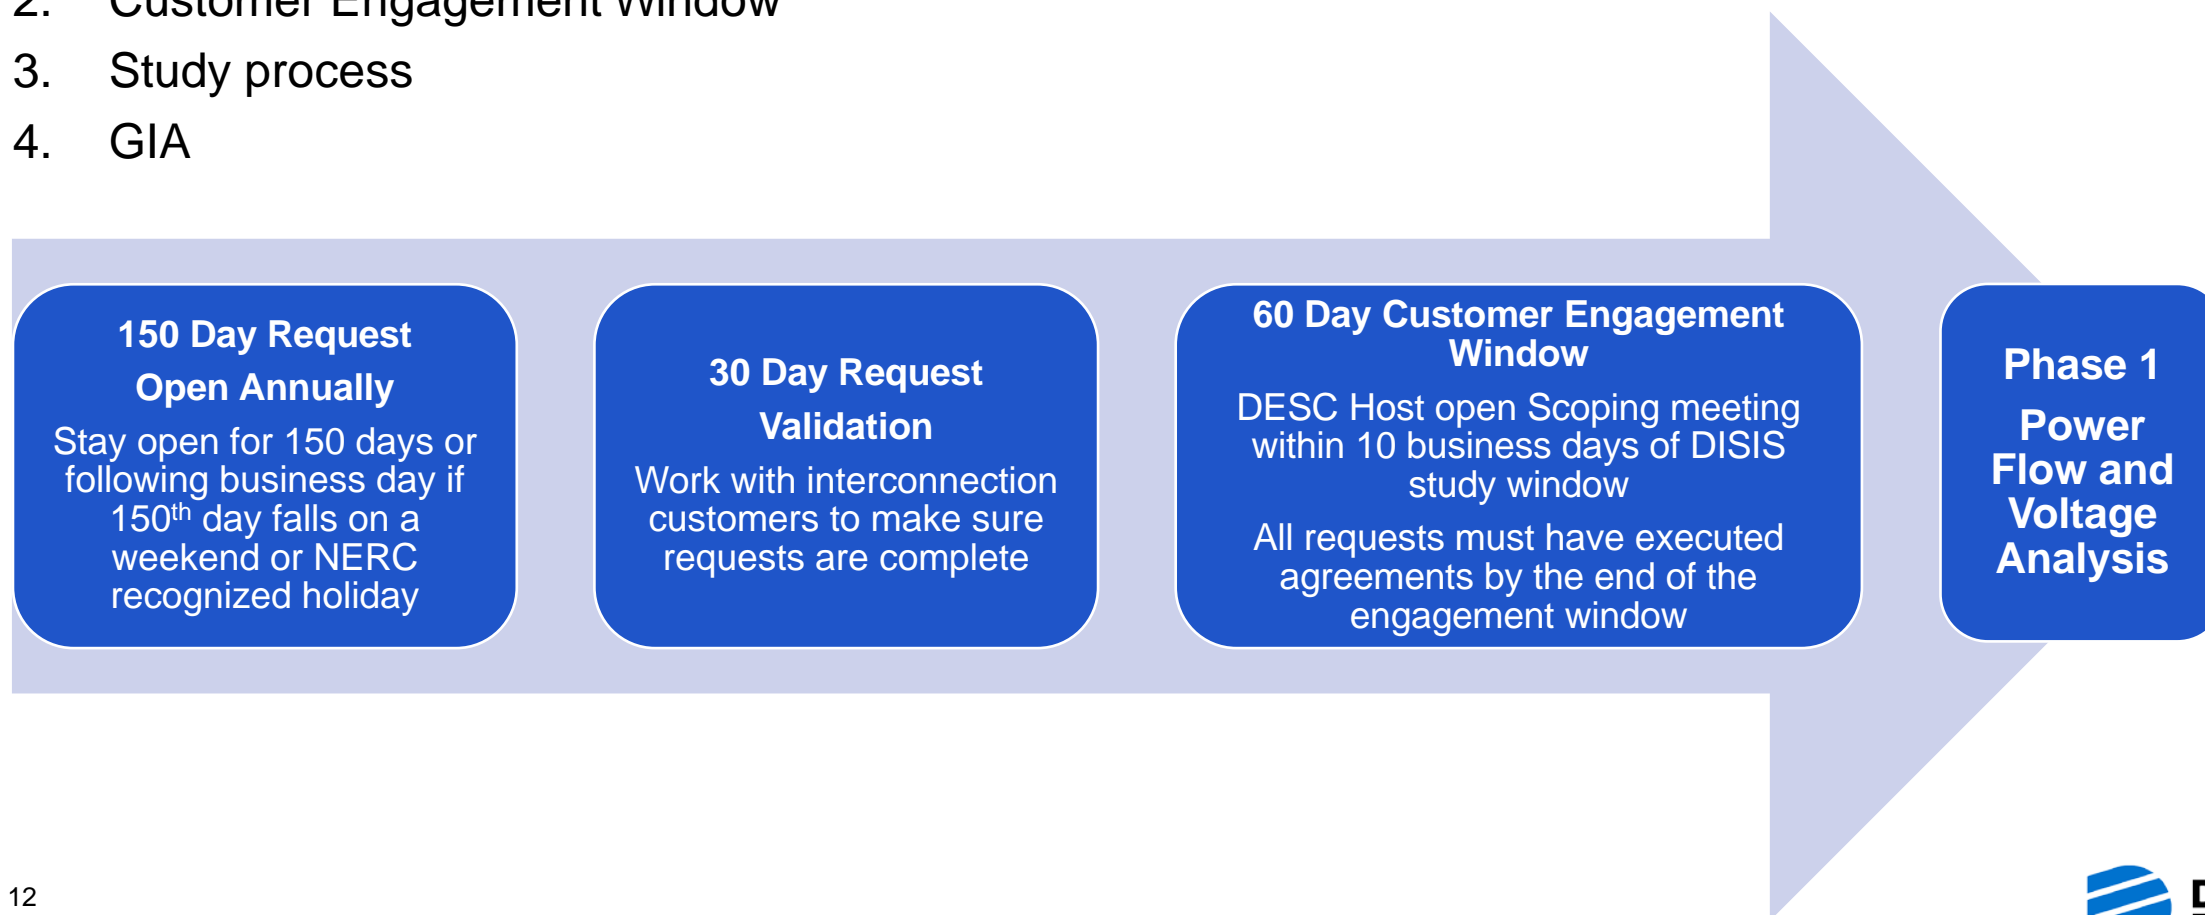 2. Customer Engagement Window
3. Study process
4. GIA
150 Day Request
Open Annually
Stay open for 150 days or
following business day if
150th day falls on a
weekend or NERC
recognized holiday
30 Day Request
Validation
Work with interconnection
customers to make sure
requests are complete
60 Day Customer Engagement
Window
DESC Host open Scoping meeting
within 10 business days of DISIS
study window
All requests must have executed
agreements by the end of the
engagement window
Phase 1
Power
Flow and
Voltage
Analysis
12